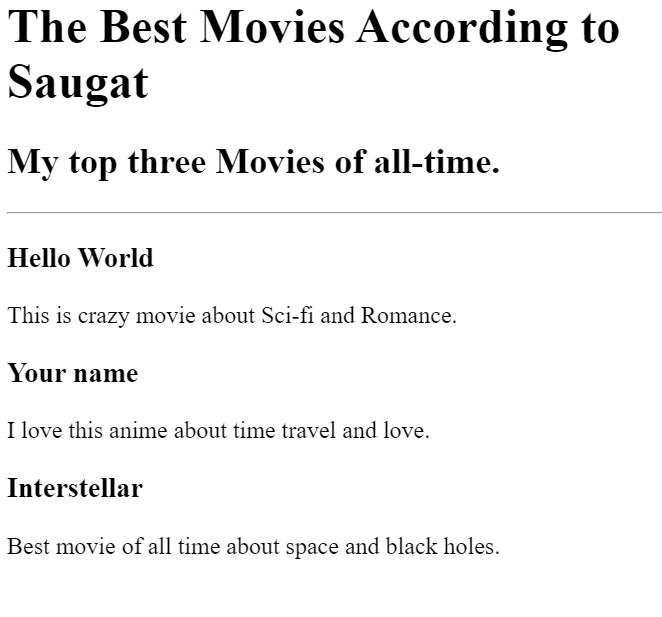 The Best Movies According to
Saugat
My top three Movies of all-time.
Hello World
This is crazy movie about Sci-fi and Romance.
Your name
I love this anime about time travel and love.
Interstellar
Best movie of all time about space and black holes.